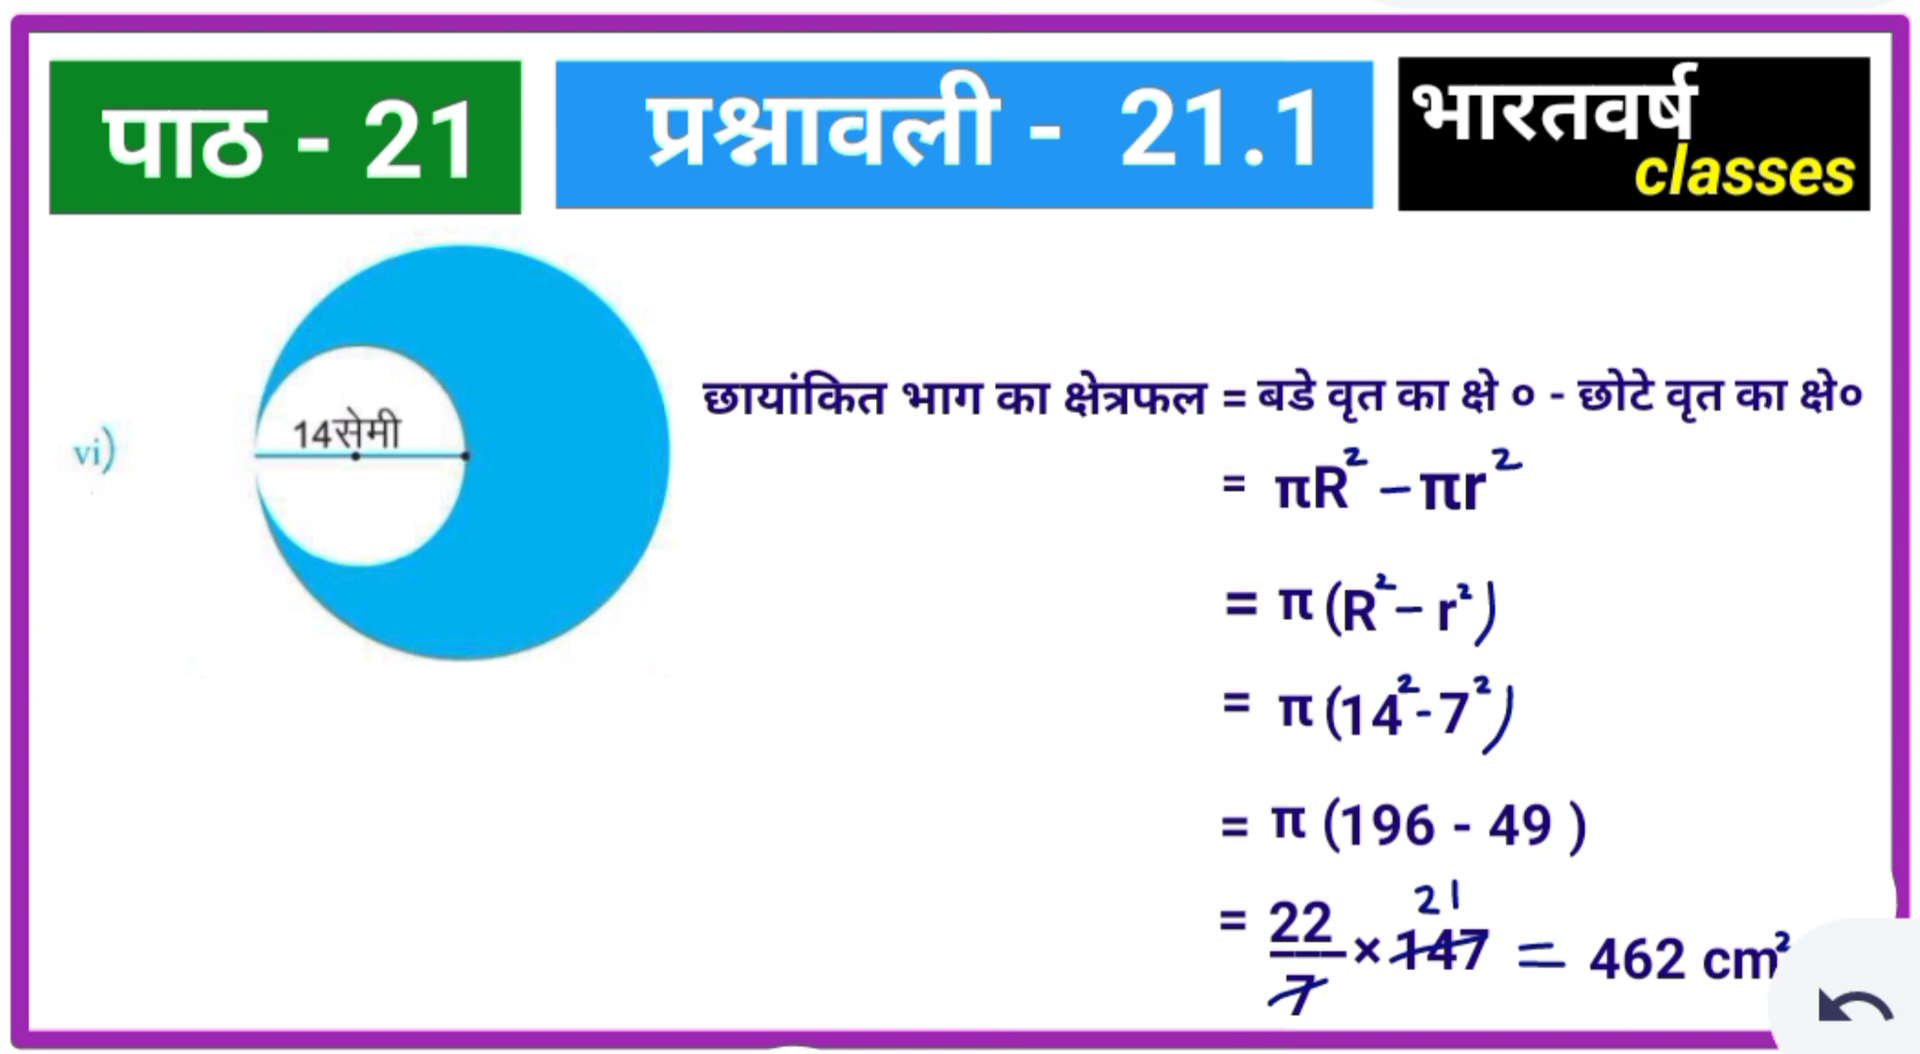 पाठ - 21
प्रश्नावली - 21.1
भारतवर्ष
classes
vi)
14सेमी
छायांकित भाग का क्षेत्रफल = बडे वृत का क्षे ० - छोटे वृत का क्षे०
= πR² - πr²
= π (R² - r²)
= π (14² - 7²)
= π (196 - 49 )
= 22/7 × 147 21 = 462 cm²